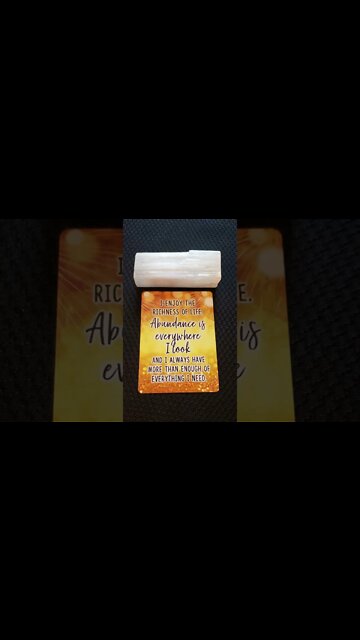 I ENJOY THE
RICHNESS OF LIFE.
Abundance is
everywhere
I look
AND I ALWAYS HAVE
MORE THAN ENOUGH OF
EVERYTHING I NEED.